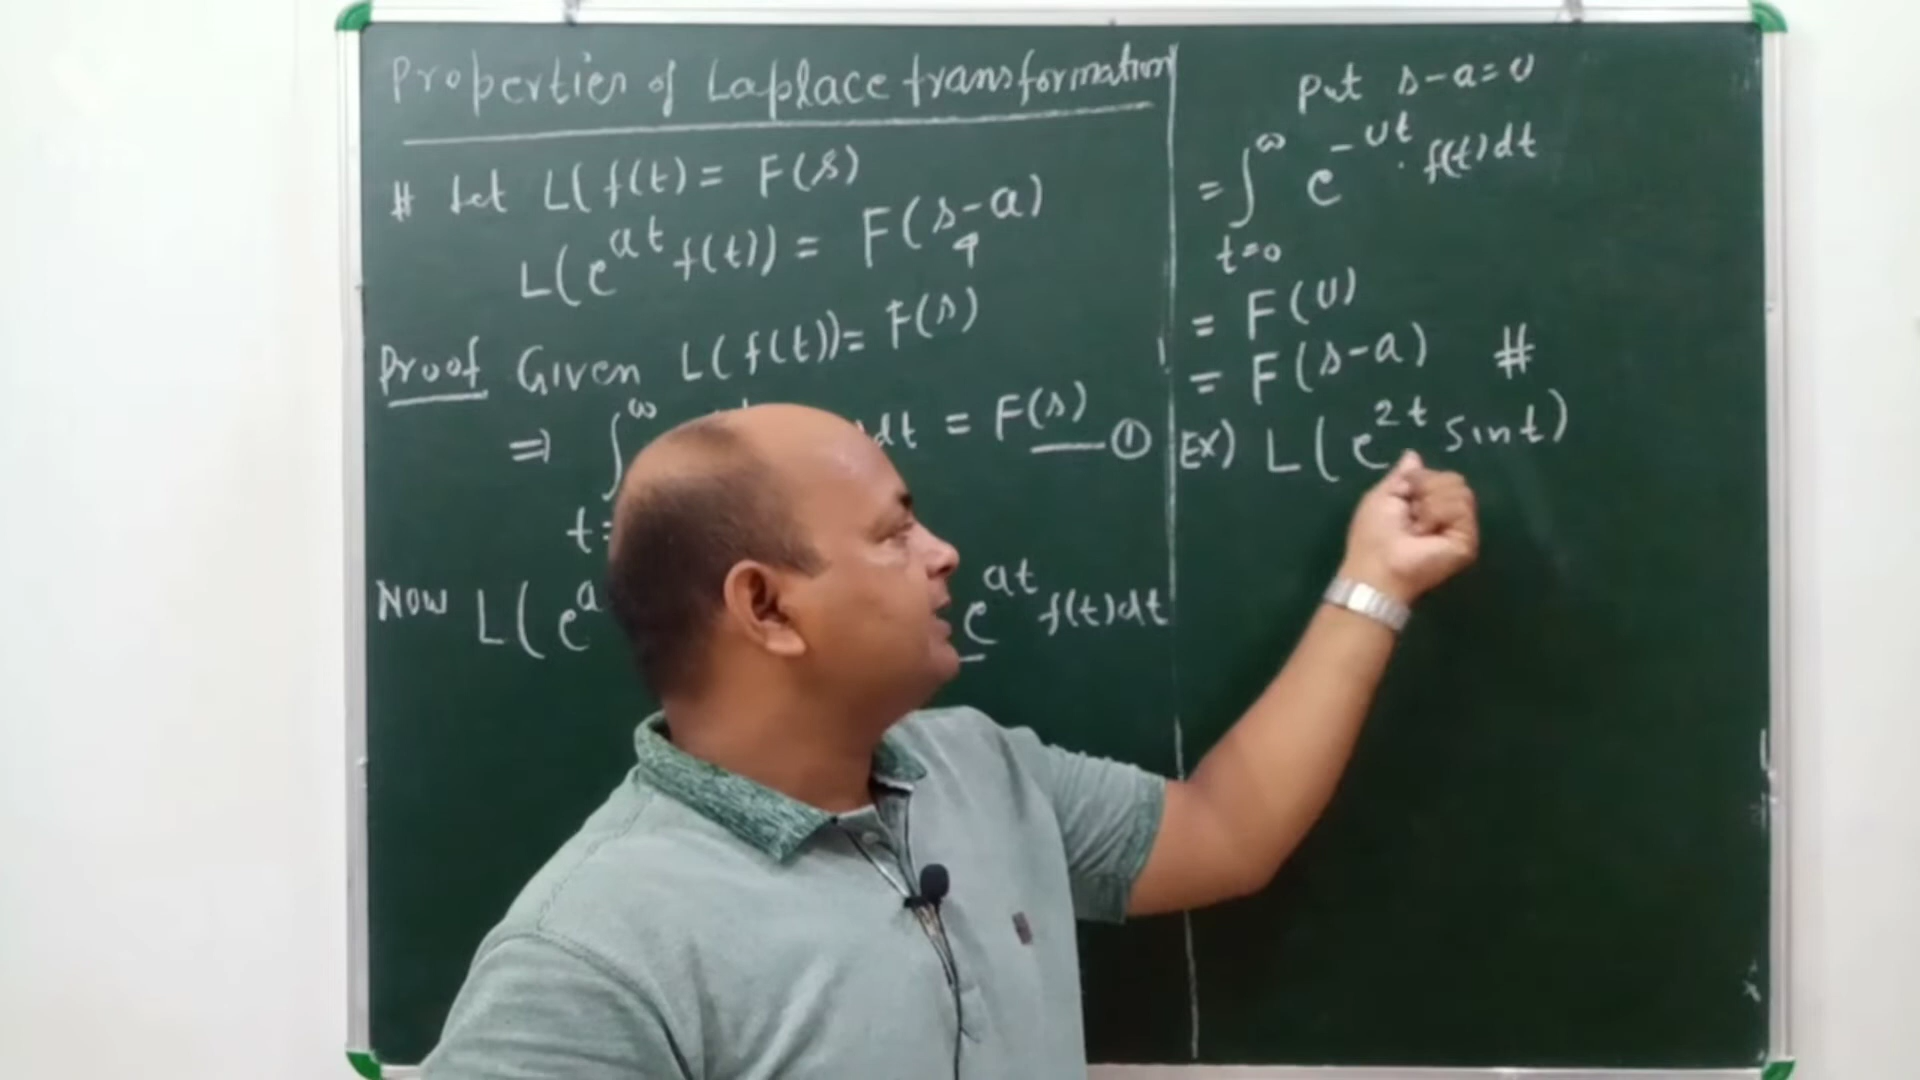 Properties of Laplace transformation
# Let L(f(t) = F(s)
L(e^at f(t)) = F(s-a)
Proof Given L(f(t)) = F(s)
=> ∫ ∞ dt = F(s) — ①
t=
Now L(e^a e^at f(t)dt
Put s-a=u
= ∫ ∞ e^-ut . f(t)dt
t=0
= F(u)
= F(s-a) #
Ex) L(e^2t sint)